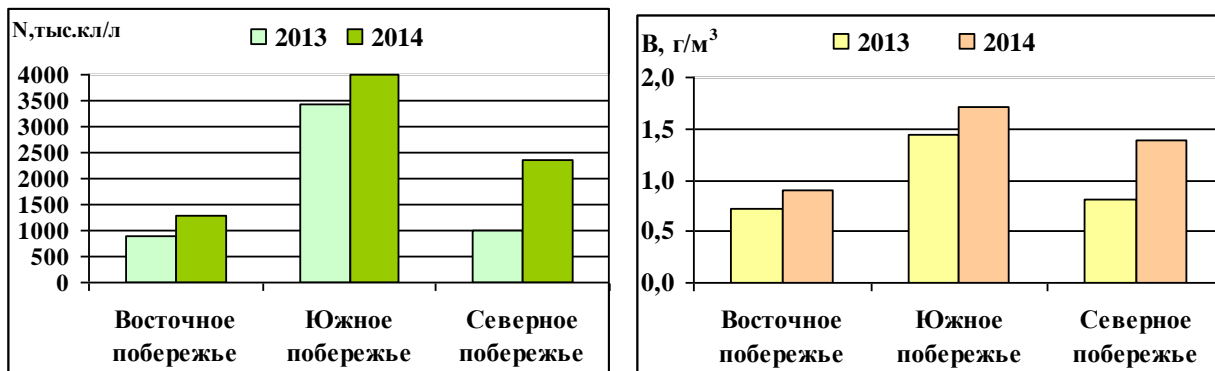 N,тыс.кл/л
2013 2014
4000
3500
3000
2500
2000
1500
1000
500
0
Восточное побережье
Южное побережье
Северное побережье
B, г/м³
2013 2014
2,0
1,5
1,0
0,5
0,0
Восточное побережье
Южное побережье
Северное побережье